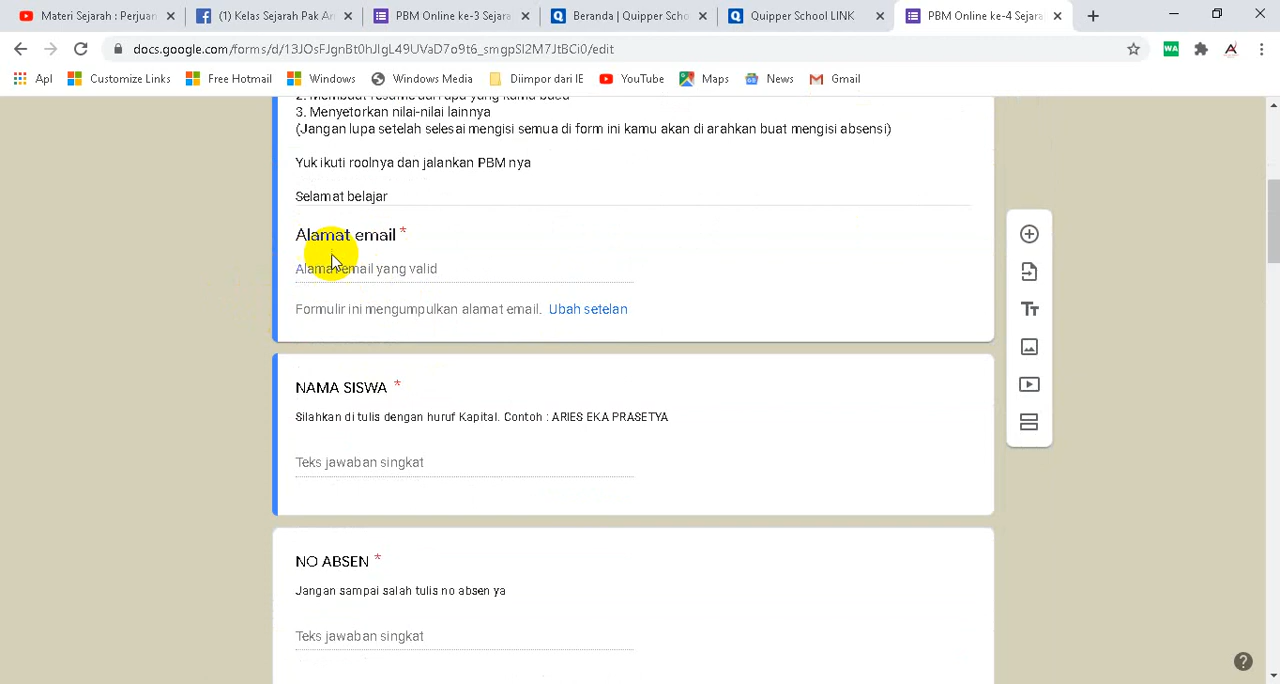 Materi Sejarah : Perjuan
Kelas Sejarah Pak Ari
PBM Online ke-3 Sejara
Beranda | Quipper Scho
Quipper School LINK
PBM Online ke-4 Sejara
docs.google.com/forms/d/13JOsFJgnBt0hJIgL49UVaD7o9o_smgpSl2M7JtBCi0/edit
Apl
Customize Links
Free Hotmail
Windows
Windows Media
Diimpor dari IE
YouTube
Maps
News
Gmail
3. Menyetorkan nilai-nilai lainnya
(Jangan lupa setelah selesai mengisi semua di form ini kamu akan di arahkan buat mengisi absensi)
Yuk ikuti roolnya dan jalankan PBM nya
Selamat belajar
Alamat email *
Alamat email yang valid
Formulir ini mengumpulkan alamat email. Ubah setelan
NAMA SISWA *
Silahkan di tulis dengan huruf Kapital. Contoh : ARIES EKA PRASETYA
Teks jawaban singkat
NO ABSEN *
Jangan sampai salah tulis no absen ya
Teks jawaban singkat